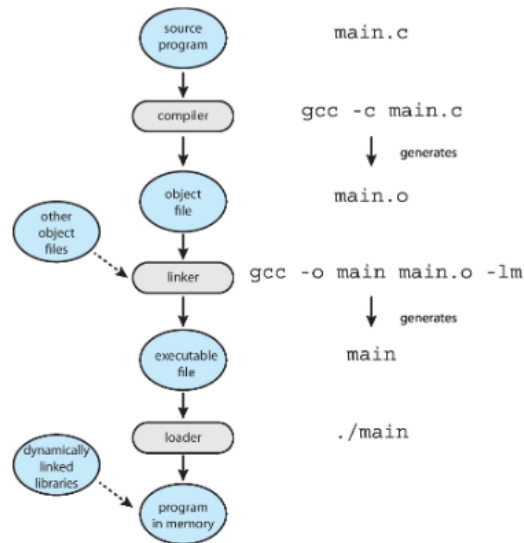 source
program
main.c
compiler
gcc -c main.c
generates
object
file
main.o
other
object
files
linker
gcc -o main main.o -lm
generates
executable
file
main
loader
./main
dynamically
linked
libraries
program
in memory